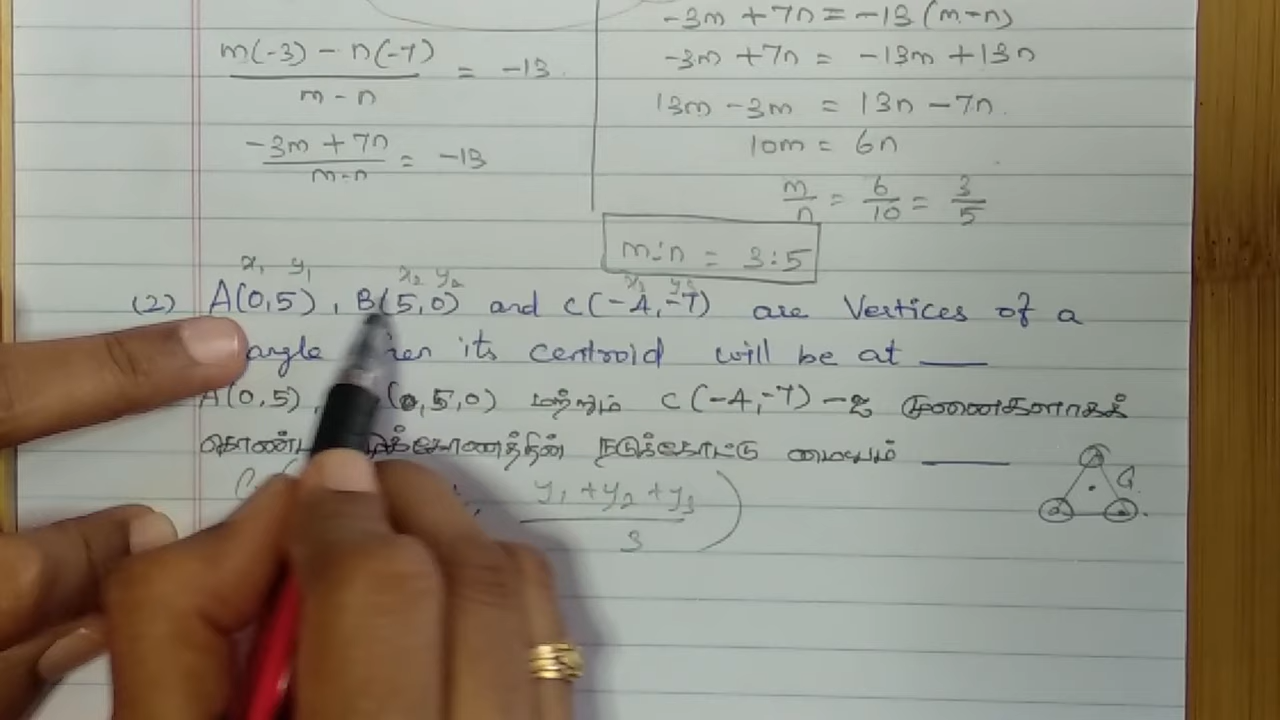 m(-3) - n(-7)
m - n
= -13
-3m + 7n
m - n
= -13
-3m + 7n = -13 (m-n)
-3m + 7n = -13m + 13n
13m - 3m = 13n - 7n
10m = 6n
m/n = 6/10 = 3/5
m:n = 3:5
x₁ y₁ x₂ y₂ x₃ y₃
(2) A(0,5), B(5,0) and C(-4,-7) are Vertices of a
its centroid will be at ___
A(0,5), 5,0) மற்றும் C(-4,-7) -ஐ முனைகளாகக்
நடுக்கோட்டு மையம் ___
y₁ + y₂ + y₃
3
G